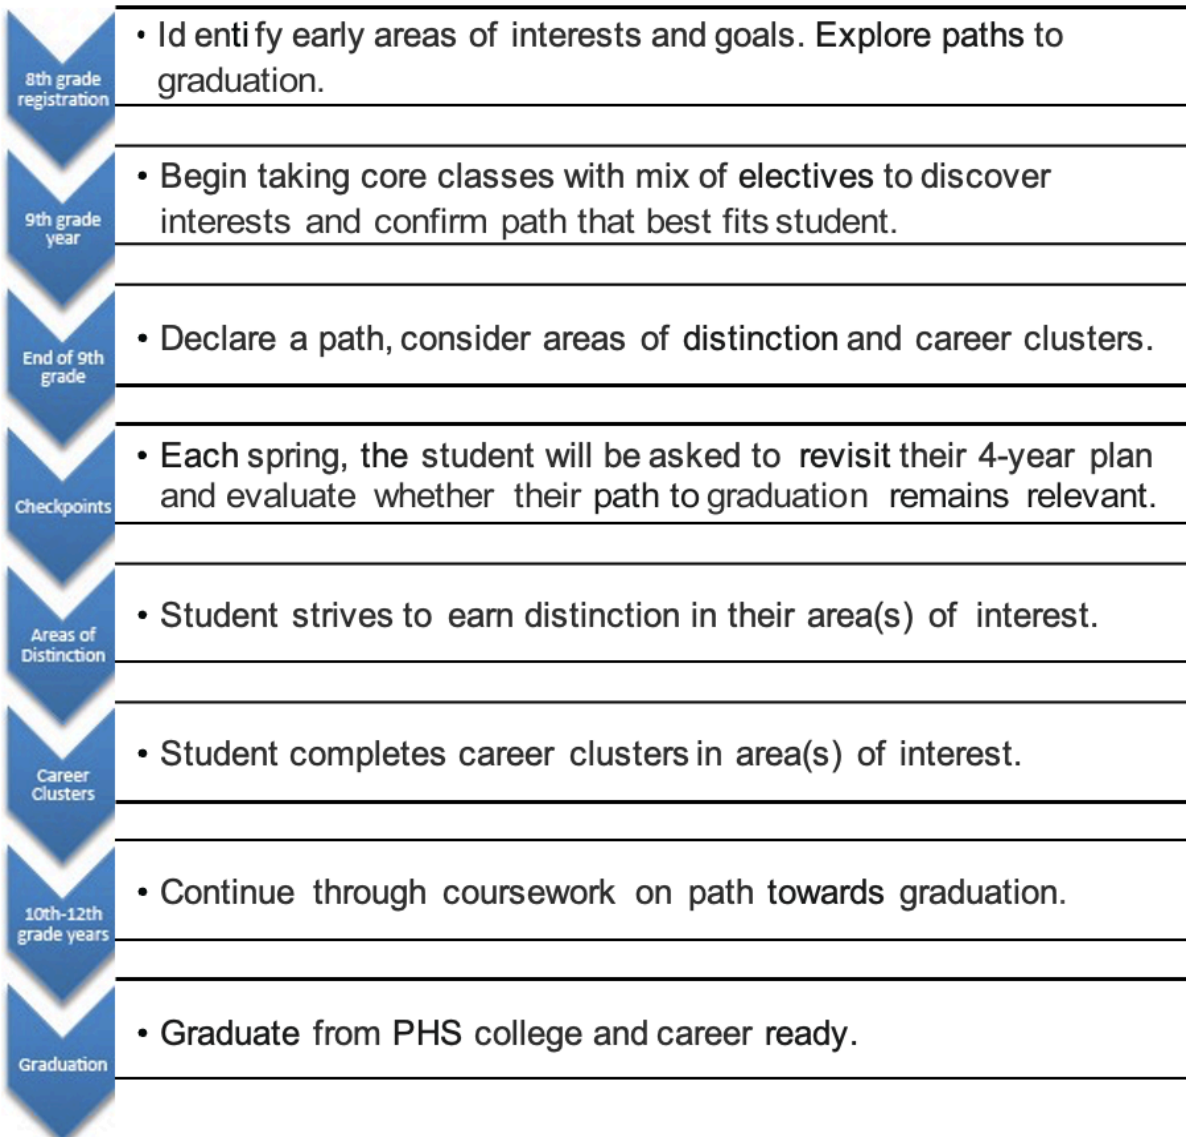 8th grade
registration
• Identify early areas of interests and goals. Explore paths to
graduation.
9th grade
year
• Begin taking core classes with mix of electives to discover
interests and confirm path that best fits student.
End of 9th
grade
• Declare a path, consider areas of distinction and career clusters.
Checkpoints
• Each spring, the student will be asked to revisit their 4-year plan
and evaluate whether their path to graduation remains relevant.
Areas of
Distinction
• Student strives to earn distinction in their area(s) of interest.
Career
Clusters
• Student completes career clusters in area(s) of interest.
10th-12th
grade years
• Continue through coursework on path towards graduation.
Graduation
• Graduate from PHS college and career ready.